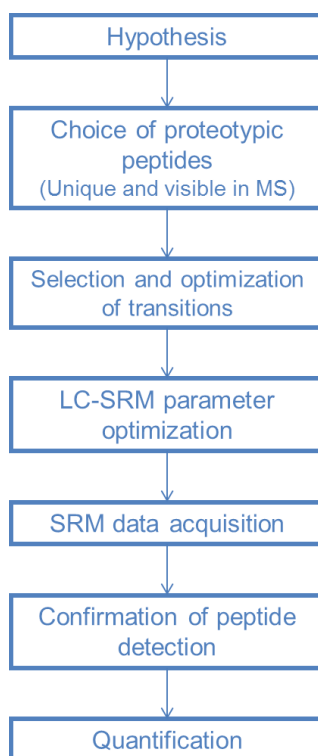 Hypothesis
Choice of proteotypic
peptides
(Unique and visible in MS)
Selection and optimization
of transitions
LC-SRM parameter
optimization
SRM data acquisition
Confirmation of peptide
detection
Quantification